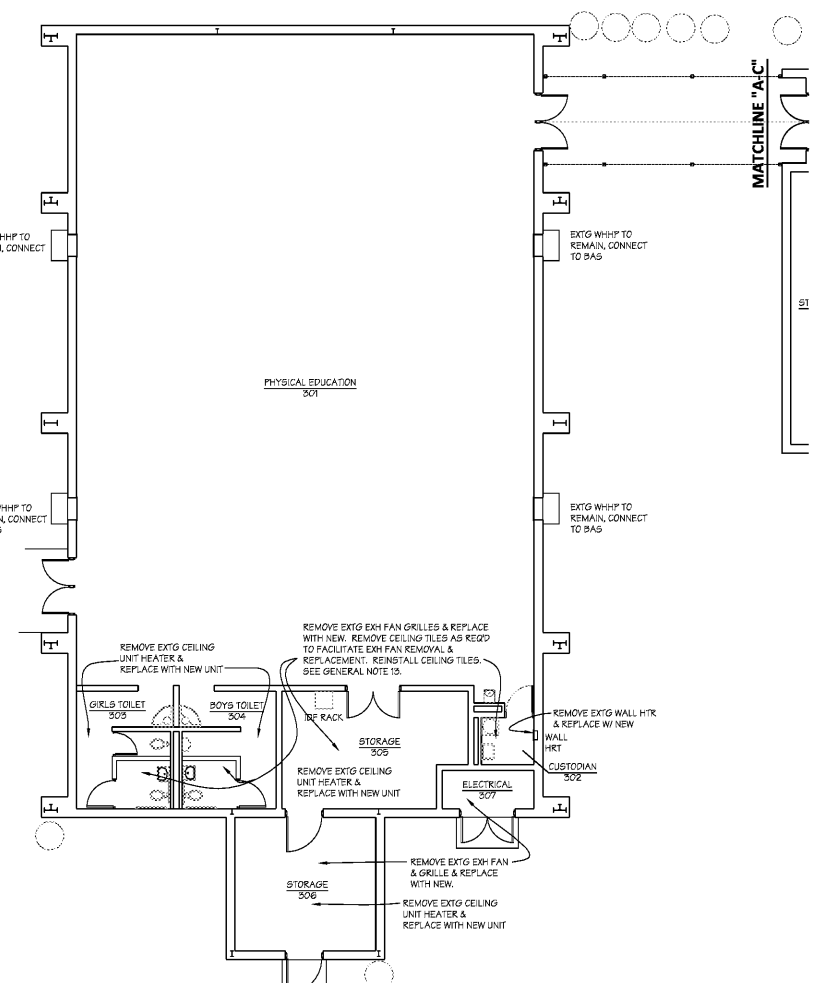 MATCHLINE "A-C"
HHP TO
, CONNECT
EXTG WHHP TO
REMAIN, CONNECT
TO BAS
ST
PHYSICAL EDUCATION
301
WHHP TO
N, CONNECT
S
EXTG WHHP TO
REMAIN, CONNECT
TO BAS
REMOVE EXTG CEILING
UNIT HEATER &
REPLACE WITH NEW UNIT
REMOVE EXTG EXH FAN GRILLES & REPLACE
WITH NEW. REMOVE CEILING TILES AS REQ'D
TO FACILITATE EXH FAN REMOVAL &
REPLACEMENT. REINSTALL CEILING TILES.
SEE GENERAL NOTE 13.
GIRLS TOILET
303
BOYS TOILET
304
IDF RACK
STORAGE
305
REMOVE EXTG WALL HTR
& REPLACE W/ NEW
WALL
HRT
CUSTODIAN
302
REMOVE EXTG CEILING
UNIT HEATER &
REPLACE WITH NEW UNIT
ELECTRICAL
307
STORAGE
306
REMOVE EXTG EXH FAN
& GRILLE & REPLACE
WITH NEW.
REMOVE EXTG CEILING
UNIT HEATER &
REPLACE WITH NEW UNIT